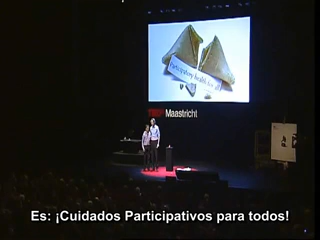 Participatory health for all!
TEDx Maastricht
Es: ¡Cuidados Participativos para todos!